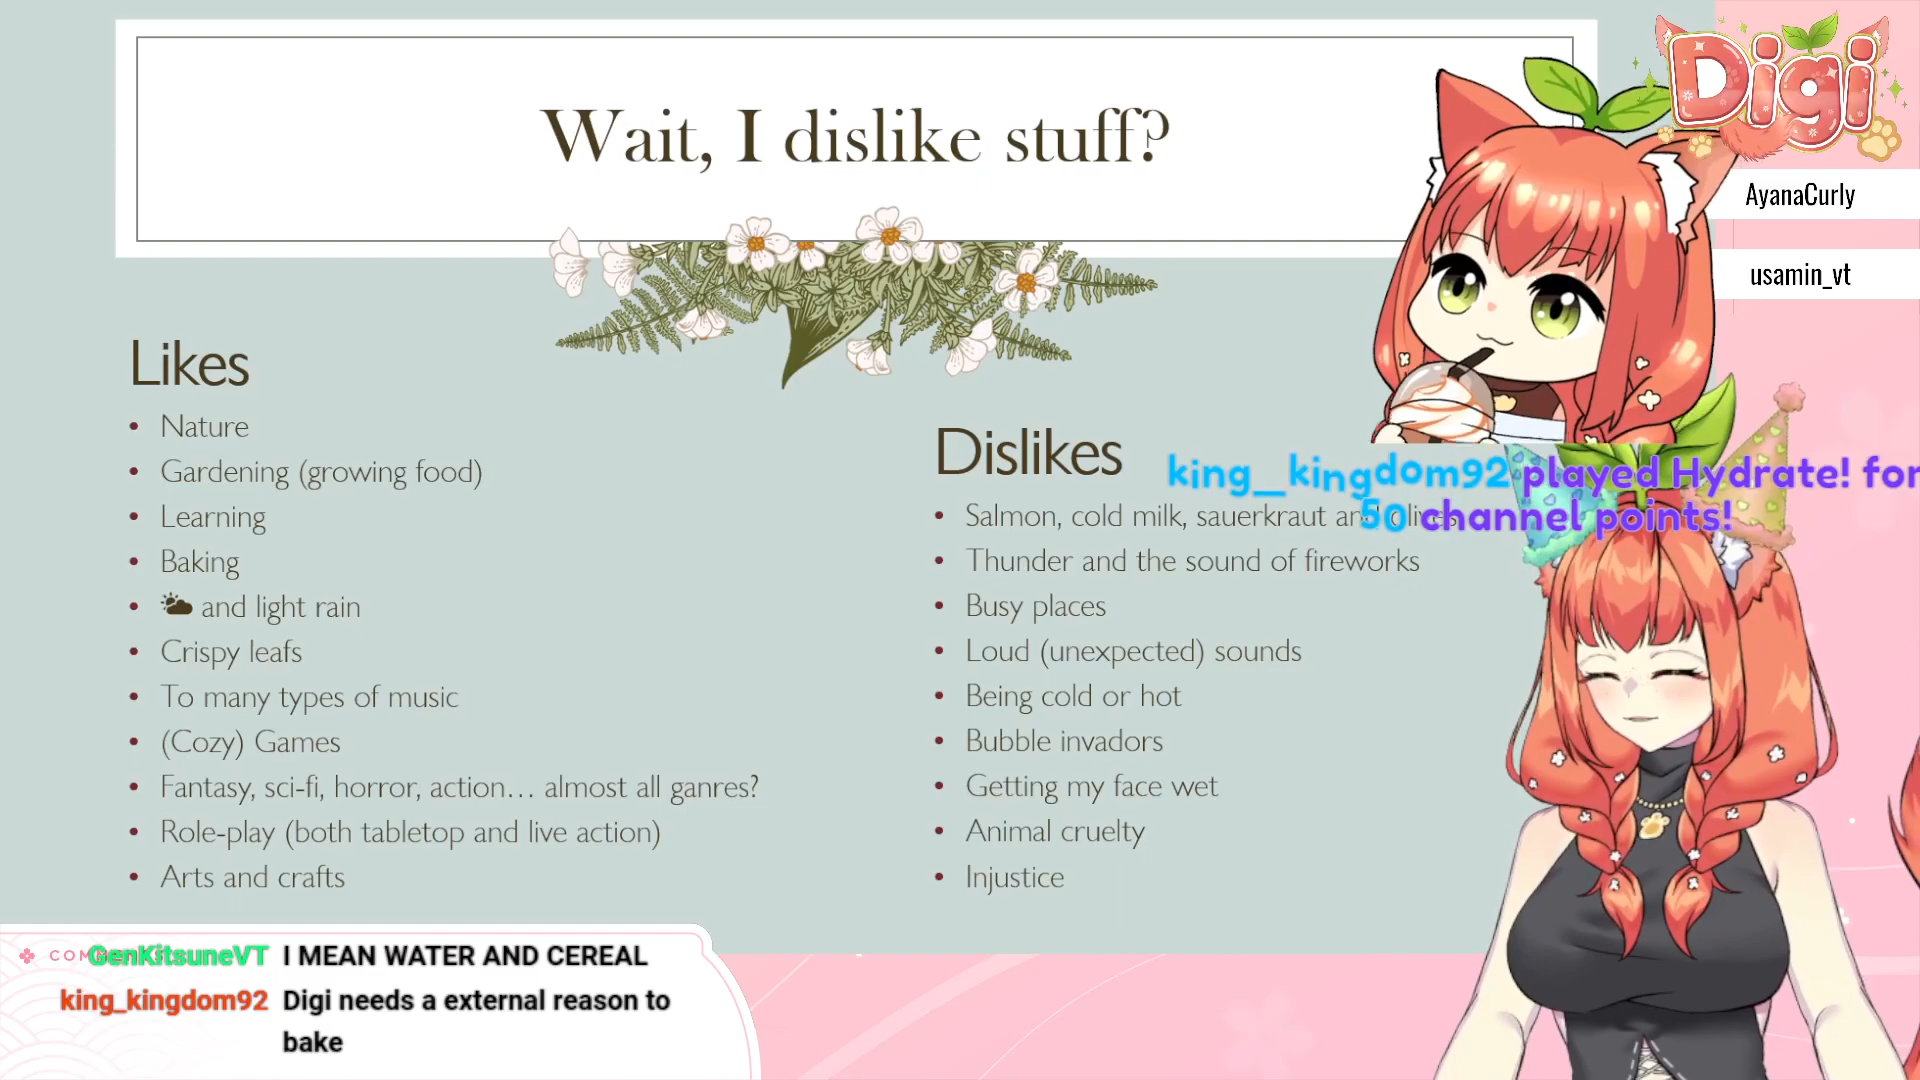 Wait, I dislike stuff?
Digi
AyanaCurly
usamin_vt
Likes
• Nature
• Gardening (growing food)
• Learning
• Baking
• and light rain
• Crispy leafs
• To many types of music
• (Cozy) Games
• Fantasy, sci-fi, horror, action... almost all ganres?
• Role-play (both tabletop and live action)
• Arts and crafts
Dislikes
king_kingdom92 played Hydrate! for
50 channel points!
• Salmon, cold milk, sauerkraut and olives
• Thunder and the sound of fireworks
• Busy places
• Loud (unexpected) sounds
• Being cold or hot
• Bubble invadors
• Getting my face wet
• Animal cruelty
• Injustice
GenKitsuneVT I MEAN WATER AND CEREAL
king_kingdom92 Digi needs a external reason to
bake